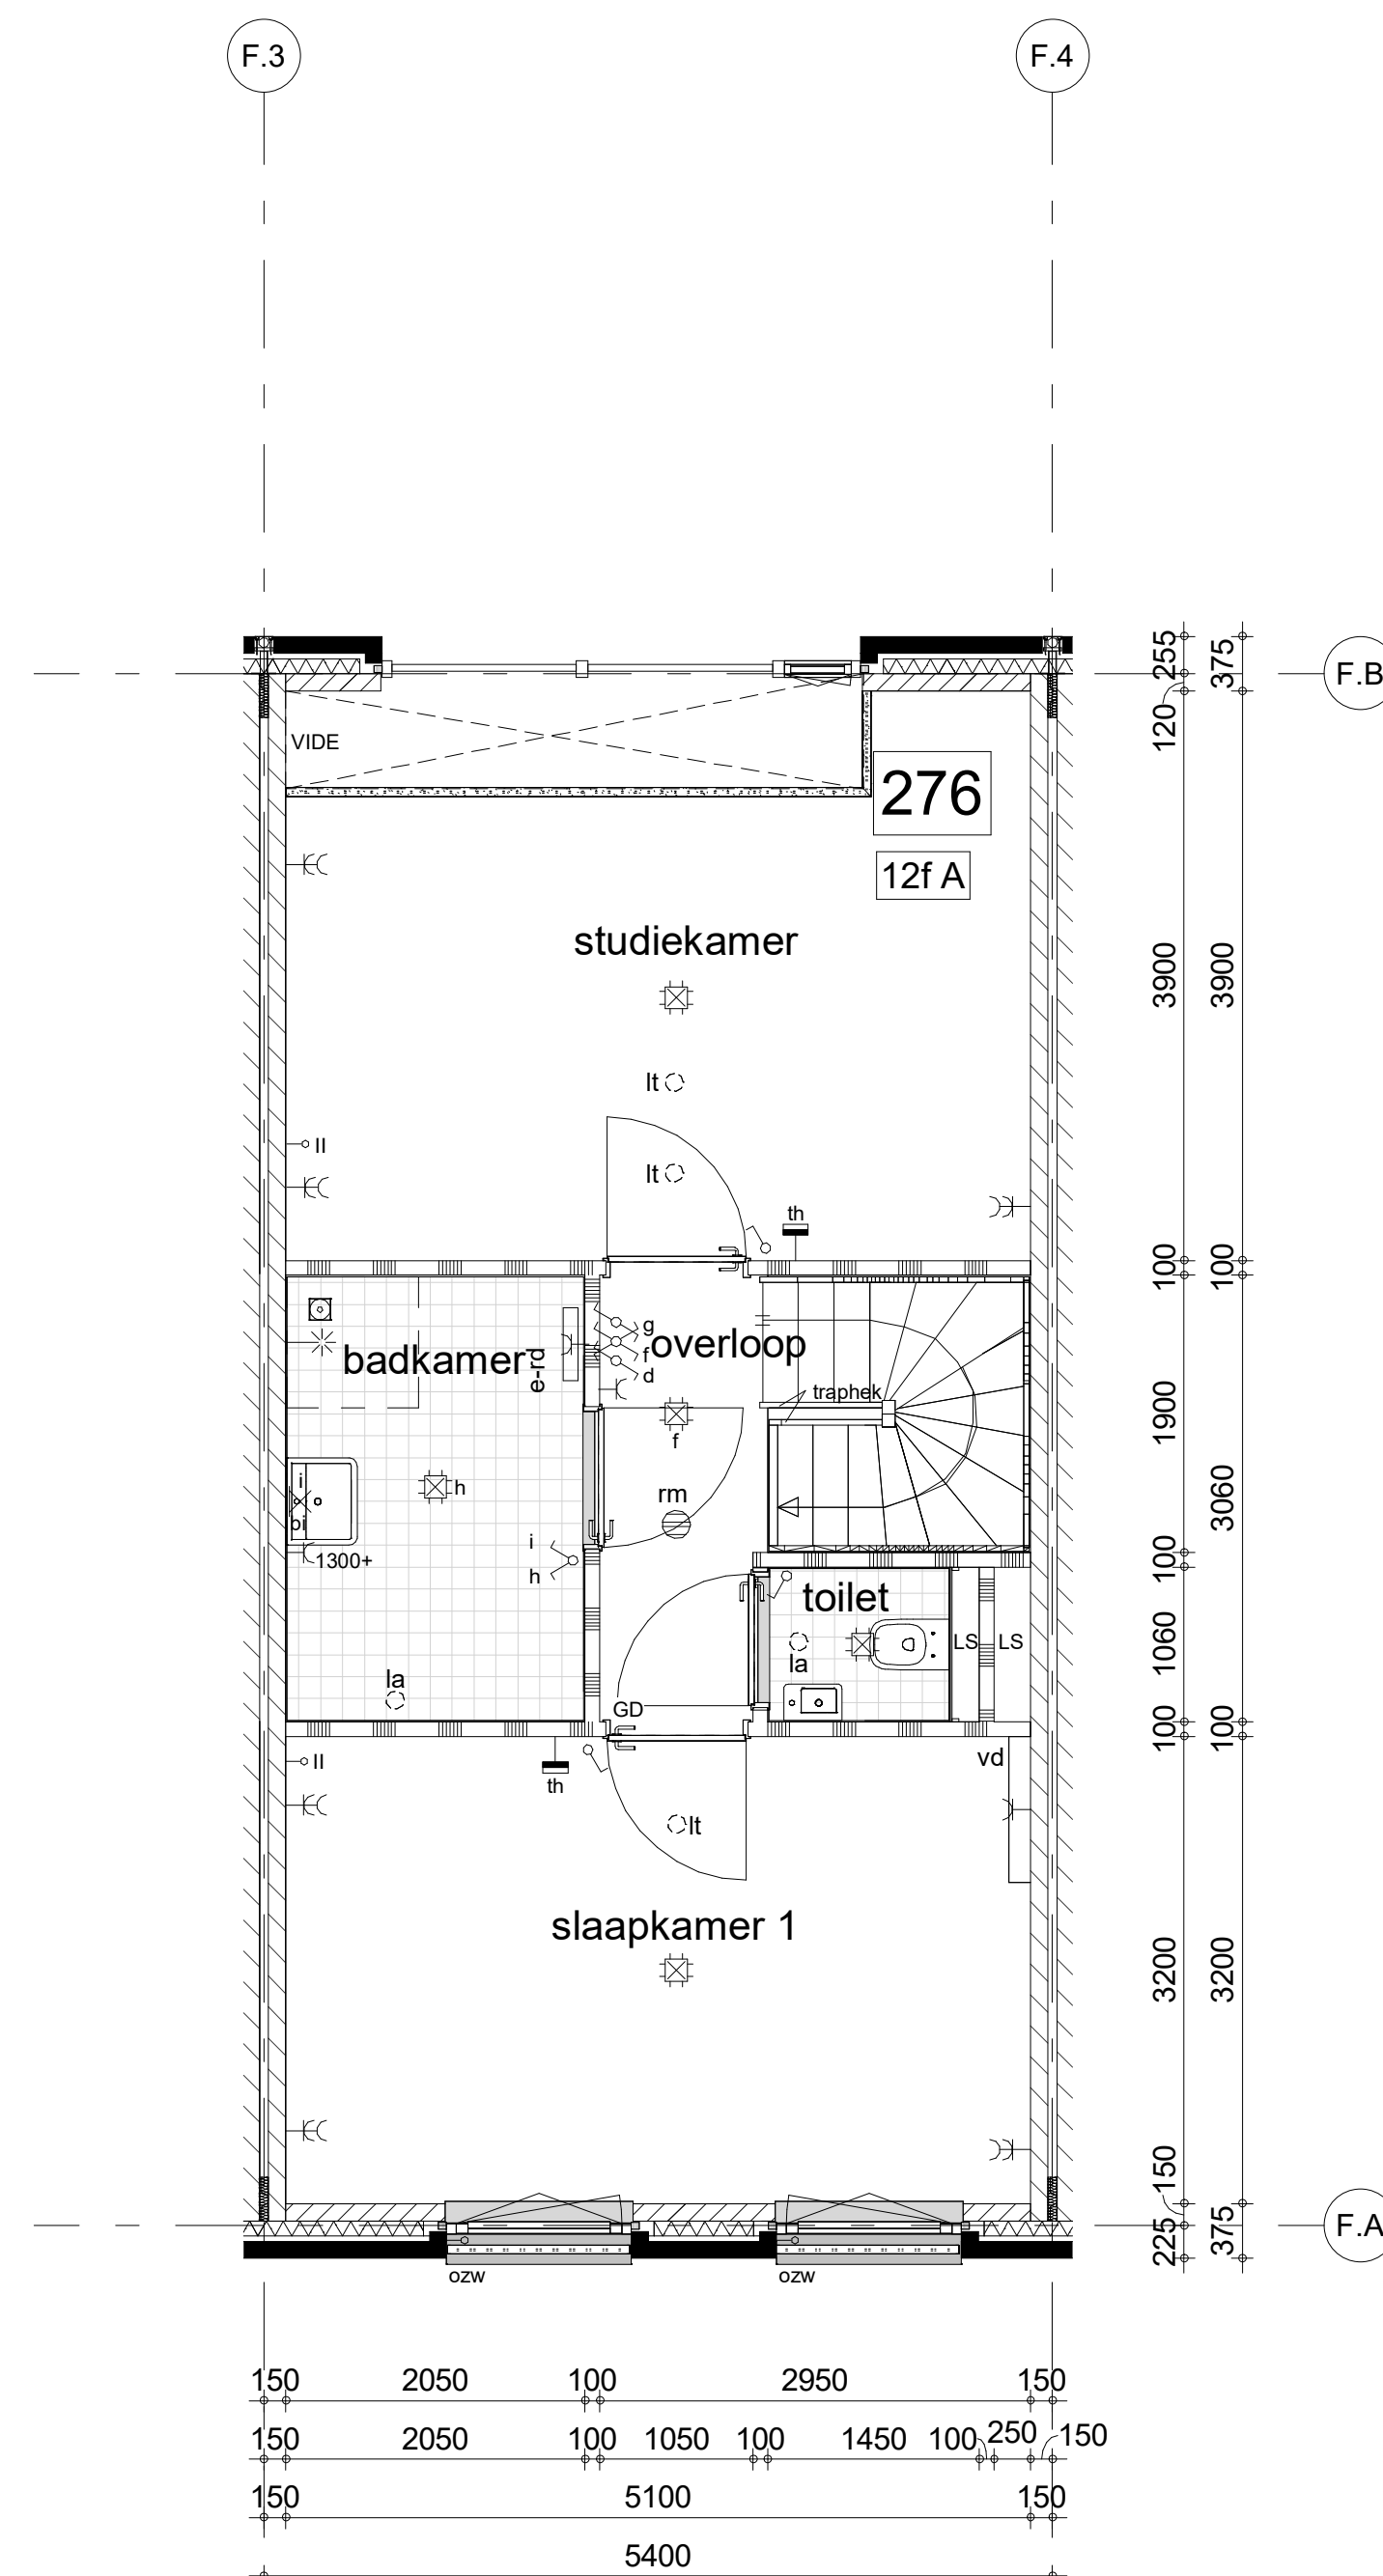 F.3
F.4
255
375
F.B
120
VIDE
276
12f A
studiekamer
3900
3900
lt
lt
II
th
100
100
g
overloop
badkamer
f
e-rd
d
traphek
1900
f
i
h
rm
3060
bi
1300+
i
h
100
toilet
LS
LS
1060
la
la
GD
100
100
II
th
vd
lt
slaapkamer 1
3200
3200
150
F.A
225
375
ozw
ozw
150
2050
100
2950
150
150
2050
100
1050
100
1450
100
250
150
150
5100
150
5400